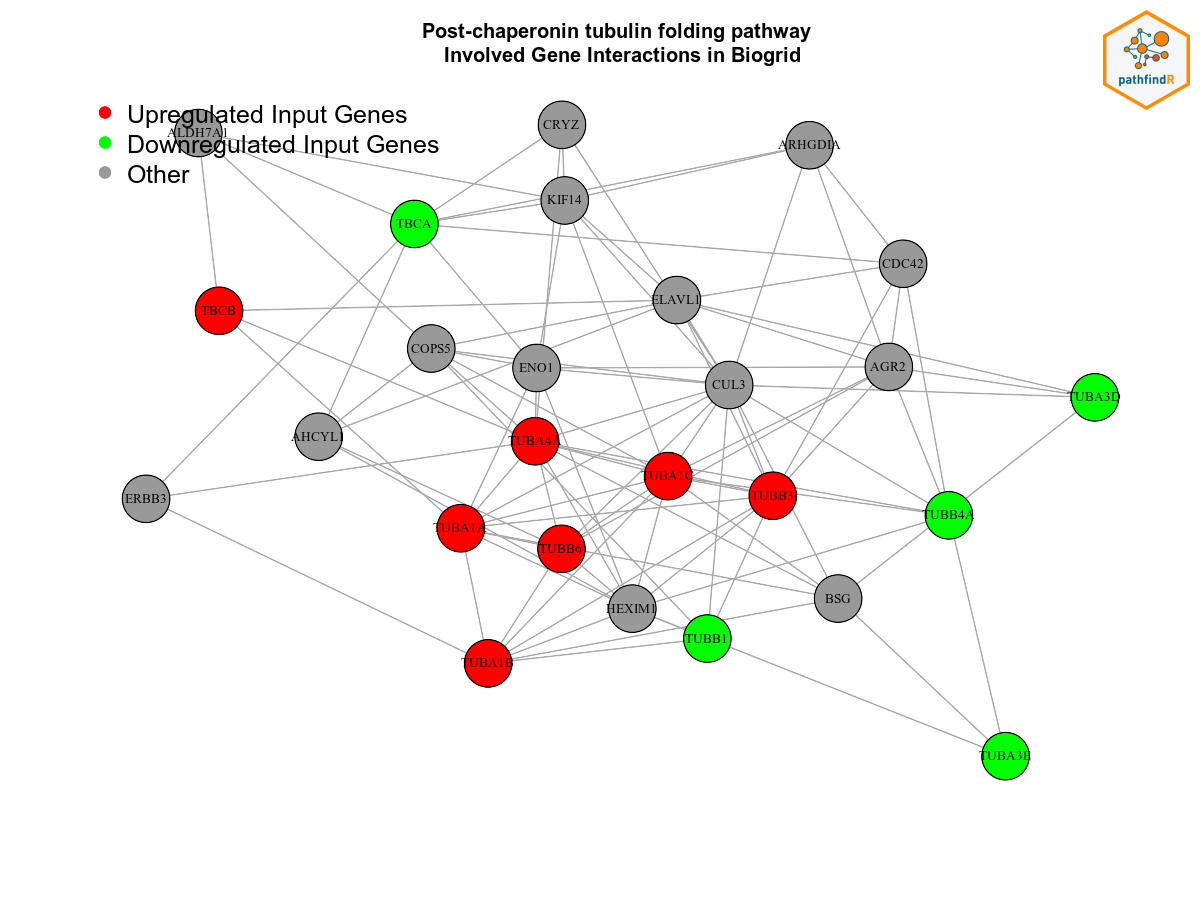 Post-chaperonin tubulin folding pathway
Involved Gene Interactions in Biogrid
pathfindR
Upregulated Input Genes
Downregulated Input Genes
Other
ALDH7A1
CRYZ
ARHGDIA
KIF14
TBCA
CDC42
ELAVL1
TBCB
COPS5
ENO1
AGR2
CUL3
TUBA3D
AHCYL1
TUBA4A
TUBA1C
ERBB3
TUBB3
TUBB4A
TUBA1A
TUBB6
HEXIM1
BSG
TUBB1
TUBA1B
TUBA3E